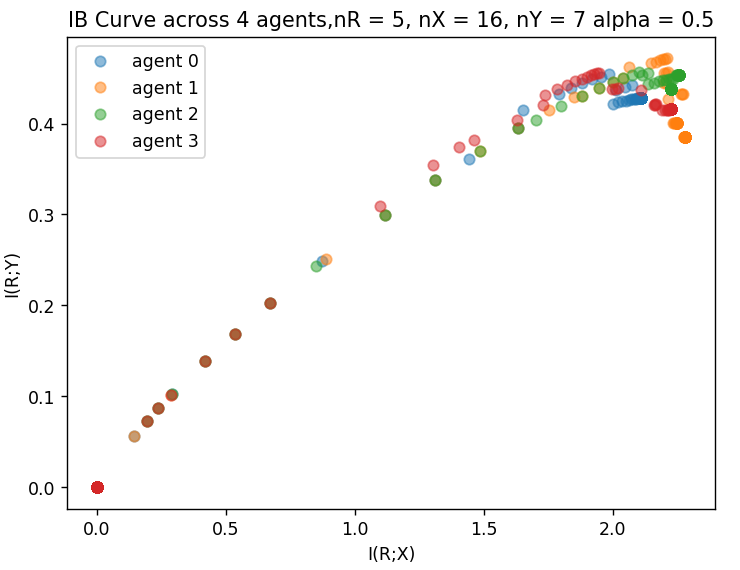 IB Curve across 4 agents,nR = 5, nX = 16, nY = 7 alpha = 0.5
agent 0
agent 1
agent 2
agent 3
0.4
0.3
0.2
0.1
0.0
I(R;Y)
0.0 0.5 1.0 1.5 2.0
I(R;X)